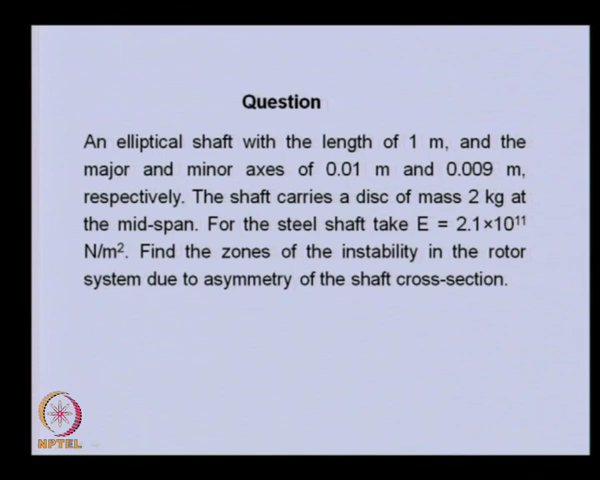 Question
An elliptical shaft with the length of 1 m, and the
major and minor axes of 0.01 m and 0.009 m,
respectively. The shaft carries a disc of mass 2 kg at
the mid-span. For the steel shaft take E = 2.1×10¹¹
N/m². Find the zones of the instability in the rotor
system due to asymmetry of the shaft cross-section.
NPTEL